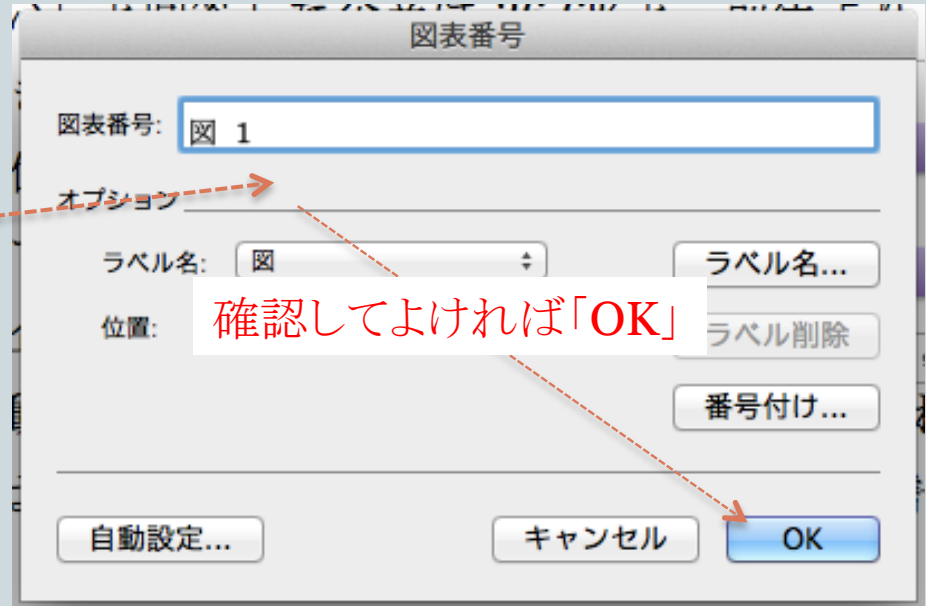 図表番号
図表番号: 図 1
オプション
ラベル名: 図 ラベル名...
位置: 確認してよければ「OK」 ラベル削除
番号付け...
自動設定... キャンセル OK